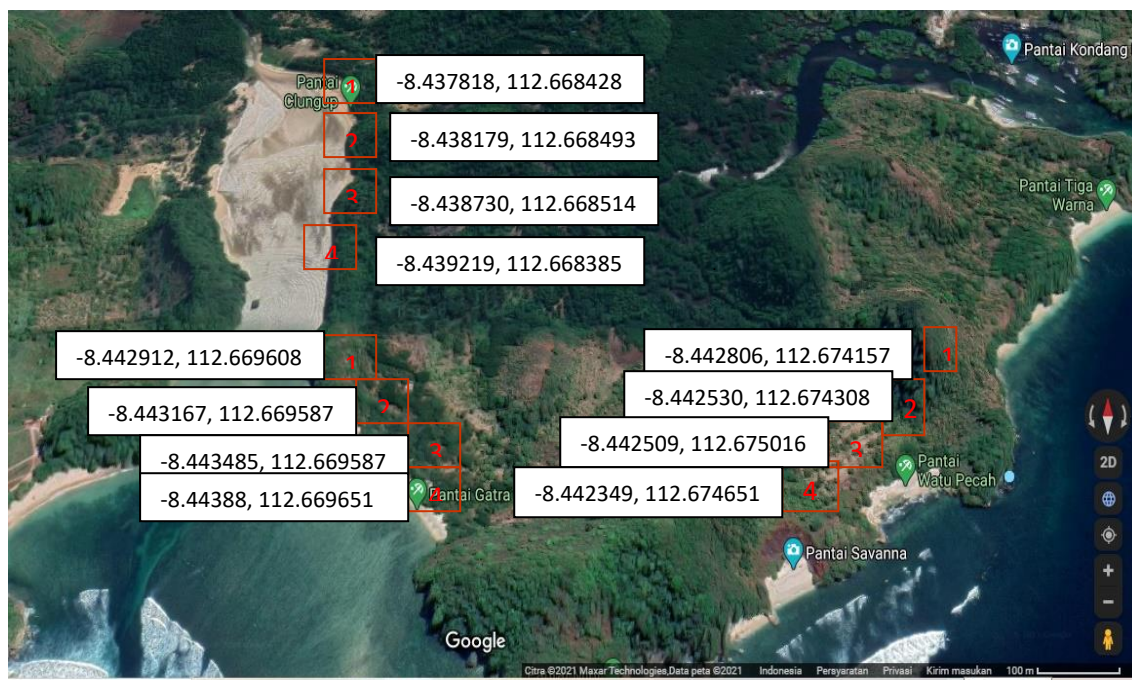 Pantai Kondang
Pantai
Clungup
1
-8.437818, 112.668428
2
-8.438179, 112.668493
Pantai Tiga
Warna
3
-8.438730, 112.668514
4
-8.439219, 112.668385
-8.442912, 112.669608
1
-8.442806, 112.674157
1
-8.443167, 112.669587
2
-8.442530, 112.674308
2
-8.443485, 112.669587
3
-8.442509, 112.675016
3
-8.44388, 112.669651
4
Pantai Gatra
-8.442349, 112.674651
4
Pantai
Watu Pecah
2D
Pantai Savanna
Google
Citra ©2021 Maxar Technologies,Data peta ©2021 Indonesia Persyaratan Privasi Kirim masukan 100 m